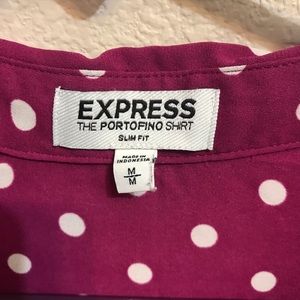 EXPRESS
THE PORTOFINO SHIRT
SLIM FIT
MADE IN
INDONESIA
M
M